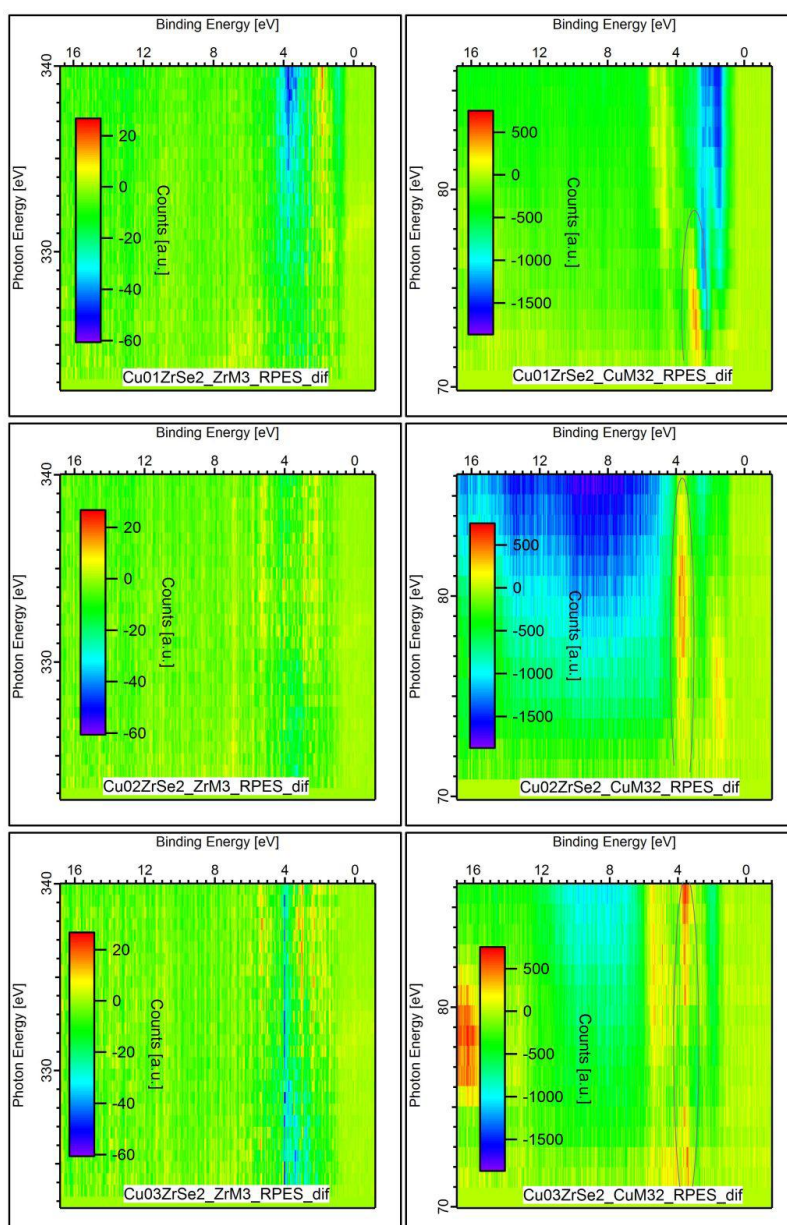 Binding Energy [eV]
16 12 8 4 0
340
330
Photon Energy [eV]
20
0
-20
-40
-60
Counts [a.u.]
Cu01ZrSe2_ZrM3_RPES_dif
Binding Energy [eV]
16 12 8 4 0
80
70
Photon Energy [eV]
500
0
-500
-1000
-1500
Counts [a.u.]
Cu01ZrSe2_CuM32_RPES_dif
Binding Energy [eV]
16 12 8 4 0
340
330
Photon Energy [eV]
20
0
-20
-40
-60
Counts [a.u.]
Cu02ZrSe2_ZrM3_RPES_dif
Binding Energy [eV]
16 12 8 4 0
80
70
Photon Energy [eV]
500
0
-500
-1000
-1500
Counts [a.u.]
Cu02ZrSe2_CuM32_RPES_dif
Binding Energy [eV]
16 12 8 4 0
340
330
Photon Energy [eV]
20
0
-20
-40
-60
Counts [a.u.]
Cu03ZrSe2_ZrM3_RPES_dif
Binding Energy [eV]
16 12 8 4 0
80
70
Photon Energy [eV]
500
0
-500
-1000
-1500
Counts [a.u.]
Cu03ZrSe2_CuM32_RPES_dif